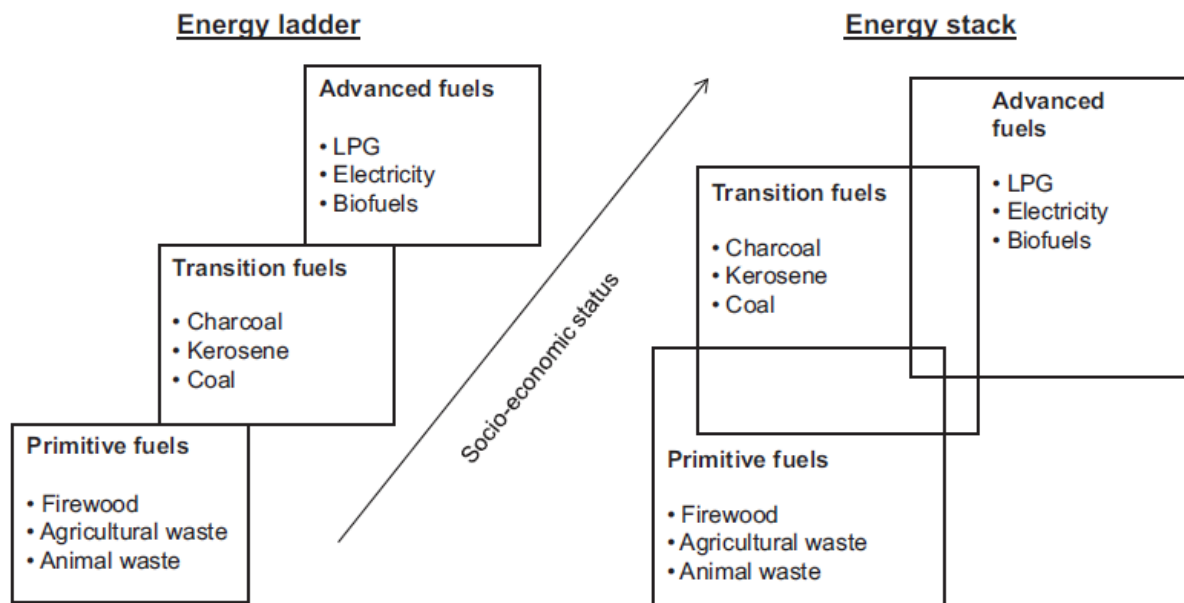 Energy ladder
Advanced fuels
• LPG
• Electricity
• Biofuels
Transition fuels
• Charcoal
• Kerosene
• Coal
Primitive fuels
• Firewood
• Agricultural waste
• Animal waste
Socio-economic status
Energy stack
Advanced
fuels
• LPG
• Electricity
• Biofuels
Transition fuels
• Charcoal
• Kerosene
• Coal
Primitive fuels
• Firewood
• Agricultural waste
• Animal waste